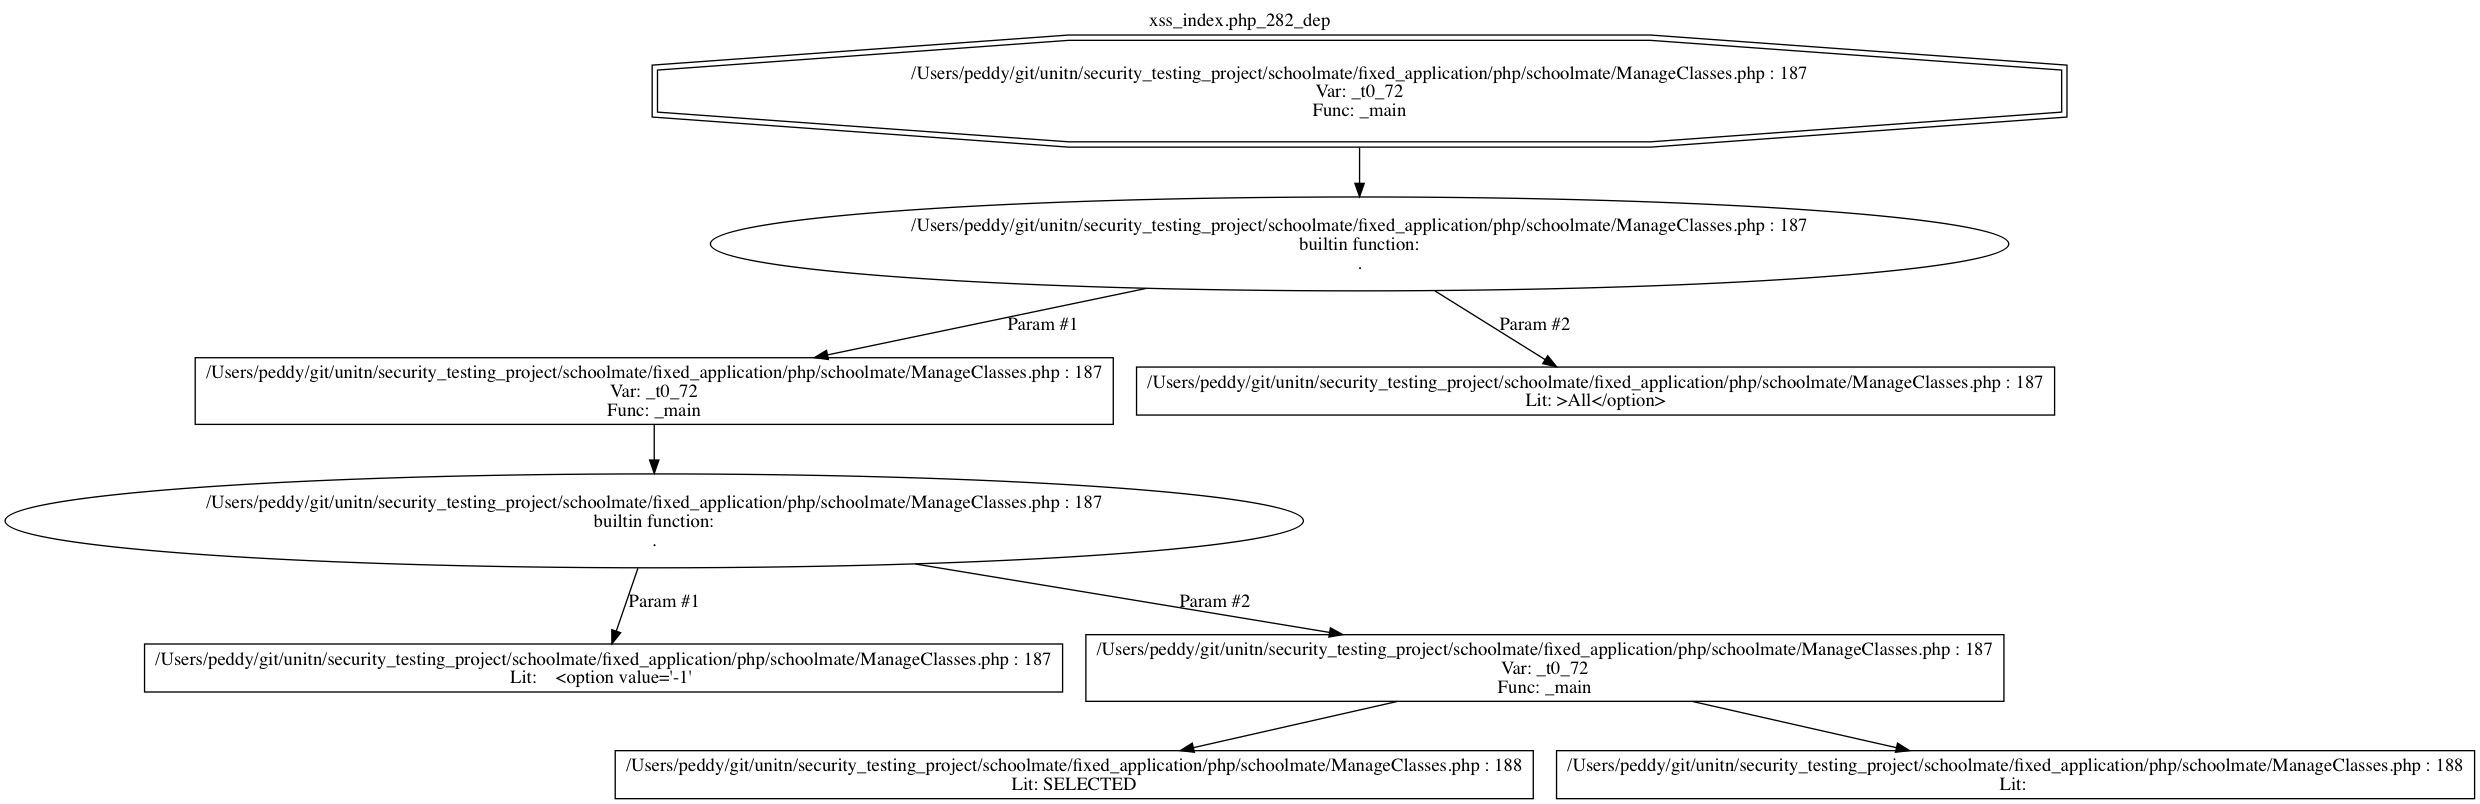 xss_index.php_282_dep
/Users/peddy/git/unitn/security_testing_project/schoolmate/fixed_application/php/schoolmate/ManageClasses.php : 187
Var: _t0_72
Func: _main
/Users/peddy/git/unitn/security_testing_project/schoolmate/fixed_application/php/schoolmate/ManageClasses.php : 187
builtin function:
.
Param #1
Param #2
/Users/peddy/git/unitn/security_testing_project/schoolmate/fixed_application/php/schoolmate/ManageClasses.php : 187
Var: _t0_72
Func: _main
/Users/peddy/git/unitn/security_testing_project/schoolmate/fixed_application/php/schoolmate/ManageClasses.php : 187
Lit: >All</option>
/Users/peddy/git/unitn/security_testing_project/schoolmate/fixed_application/php/schoolmate/ManageClasses.php : 187
builtin function:
.
Param #1
Param #2
/Users/peddy/git/unitn/security_testing_project/schoolmate/fixed_application/php/schoolmate/ManageClasses.php : 187
Lit:    <option value='-1'
/Users/peddy/git/unitn/security_testing_project/schoolmate/fixed_application/php/schoolmate/ManageClasses.php : 187
Var: _t0_72
Func: _main
/Users/peddy/git/unitn/security_testing_project/schoolmate/fixed_application/php/schoolmate/ManageClasses.php : 188
Lit: SELECTED
/Users/peddy/git/unitn/security_testing_project/schoolmate/fixed_application/php/schoolmate/ManageClasses.php : 188
Lit: